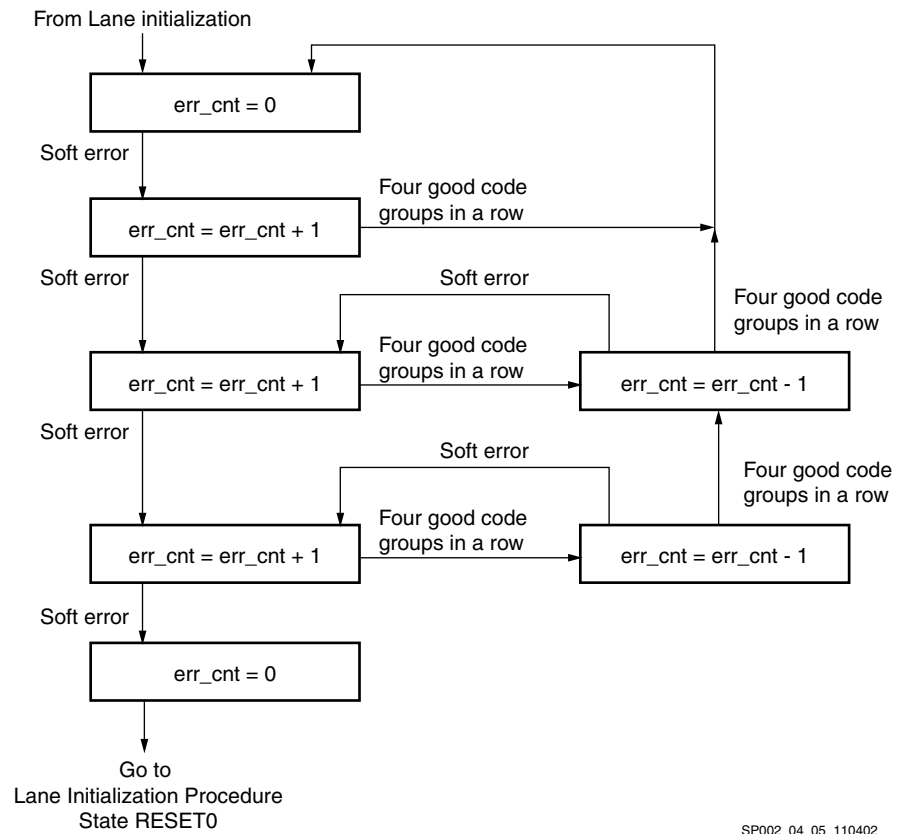 From Lane initialization
err_cnt = 0
Soft error
Four good code
groups in a row
err_cnt = err_cnt + 1
Soft error
Soft error
Four good code
groups in a row
Four good code
groups in a row
err_cnt = err_cnt + 1
err_cnt = err_cnt - 1
Soft error
Soft error
Four good code
groups in a row
Four good code
groups in a row
err_cnt = err_cnt + 1
err_cnt = err_cnt - 1
Soft error
err_cnt = 0
Go to
Lane Initialization Procedure
State RESET0
SP002_04_05_110402